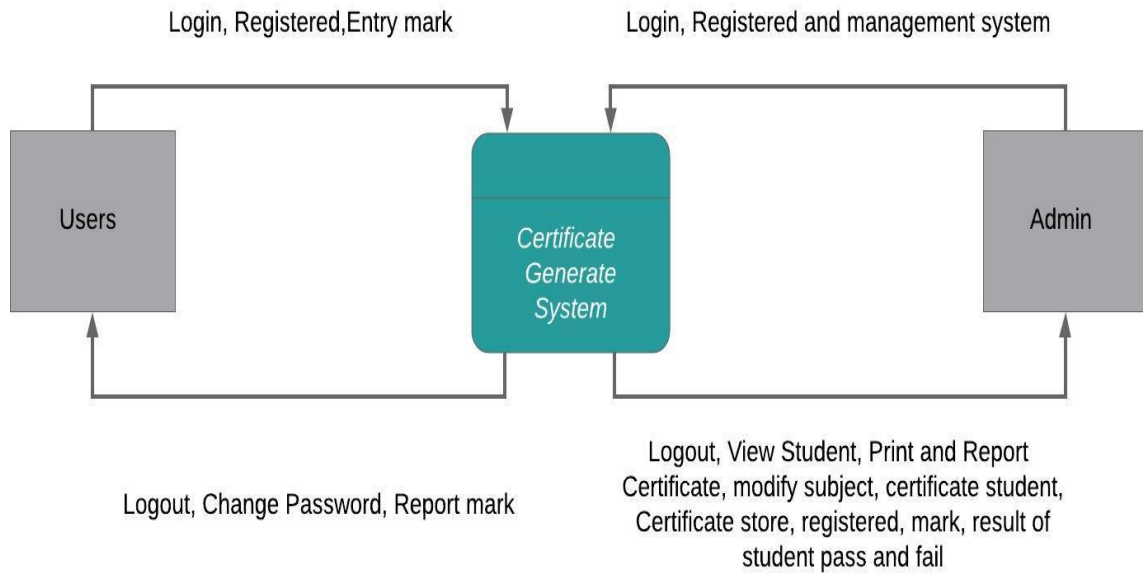 Login, Registered,Entry mark
Login, Registered and management system
Users
Certificate
Generate
System
Admin
Logout, Change Password, Report mark
Logout, View Student, Print and Report
Certificate, modify subject, certificate student,
Certificate store, registered, mark, result of
student pass and fail